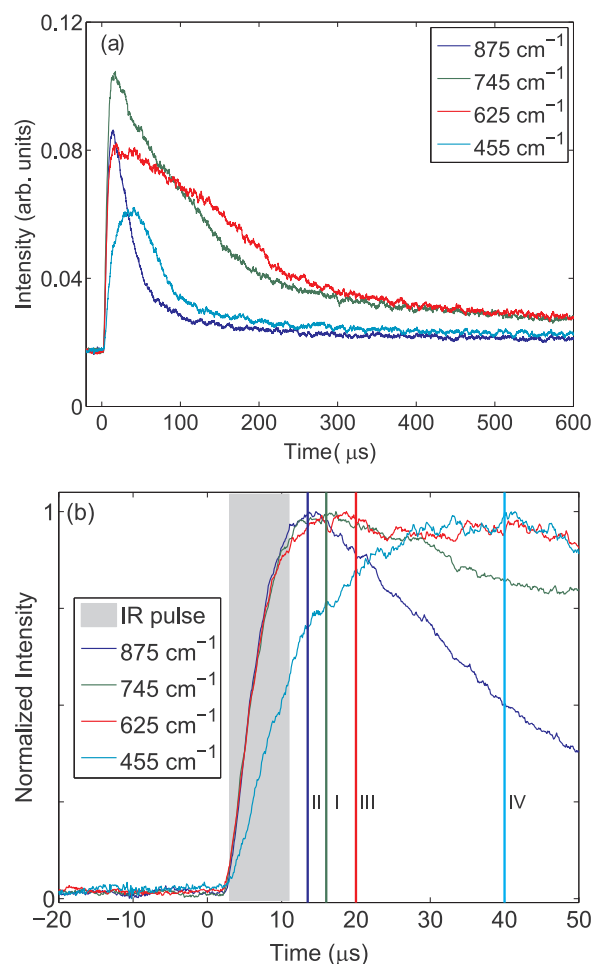 (a)
0.12
0.08
0.04
0
Intensity (arb. units)
875 cm⁻¹
745 cm⁻¹
625 cm⁻¹
455 cm⁻¹
0 100 200 300 400 500 600
Time( μs)
(b)
1
0
Normalized Intensity
IR pulse
875 cm⁻¹
745 cm⁻¹
625 cm⁻¹
455 cm⁻¹
II I III IV
−20 −10 0 10 20 30 40 50
Time (μs)